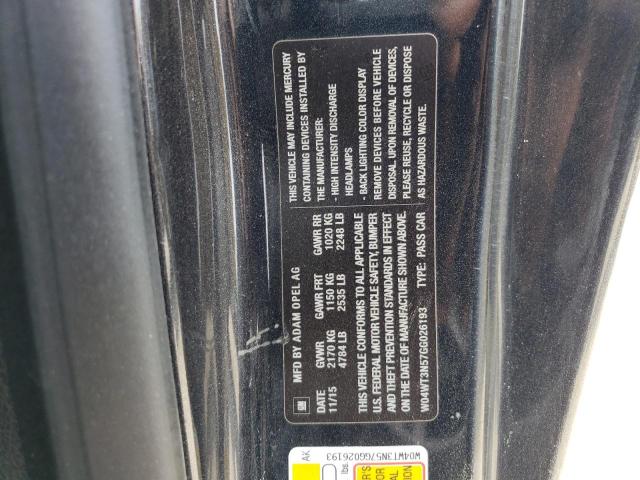 MFD BY ADAM OPEL AG
DATE GVWR GAWR FRT GAWR RR
11/15 2170 KG 1150 KG 1020 KG
4784 LB 2535 LB 2248 LB
THIS VEHICLE CONFORMS TO ALL APPLICABLE
U.S. FEDERAL MOTOR VEHICLE SAFETY, BUMPER
AND THEFT PREVENTION STANDARDS IN EFFECT
ON THE DATE OF MANUFACTURE SHOWN ABOVE.
W04WT3N57GG026193 TYPE: PASS CAR
THIS VEHICLE MAY INCLUDE MERCURY
CONTAINING DEVICES INSTALLED BY
THE MANUFACTURER:
- HIGH INTENSITY DISCHARGE
HEADLAMPS
- BACK LIGHTING COLOR DISPLAY
REMOVE DEVICES BEFORE VEHICLE
DISPOSAL. UPON REMOVAL OF DEVICES,
PLEASE REUSE, RECYCLE OR DISPOSE
AS HAZARDOUS WASTE.
GM
AK W04WT3N57GG026193
lbs.